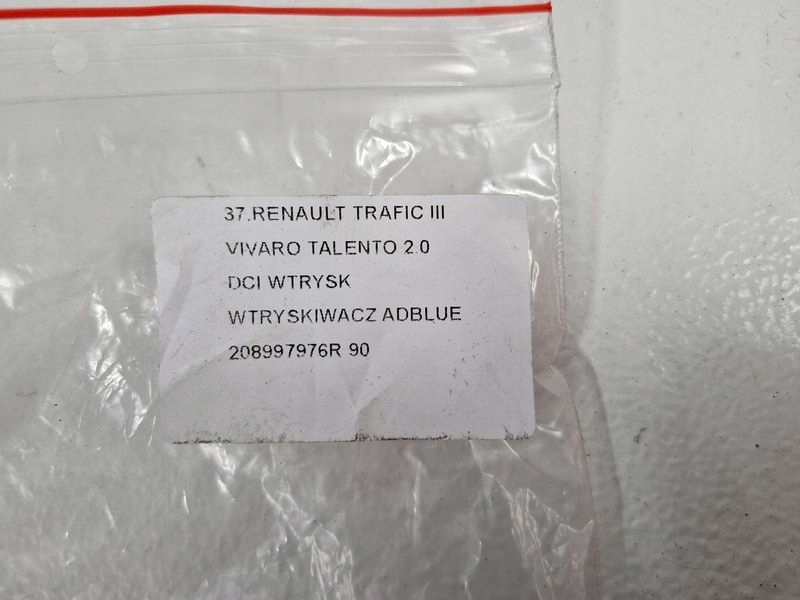 37.RENAULT TRAFIC III
VIVARO TALENTO 2.0
DCI WTRYSK
WTRYSKIWACZ ADBLUE
208997976R 90